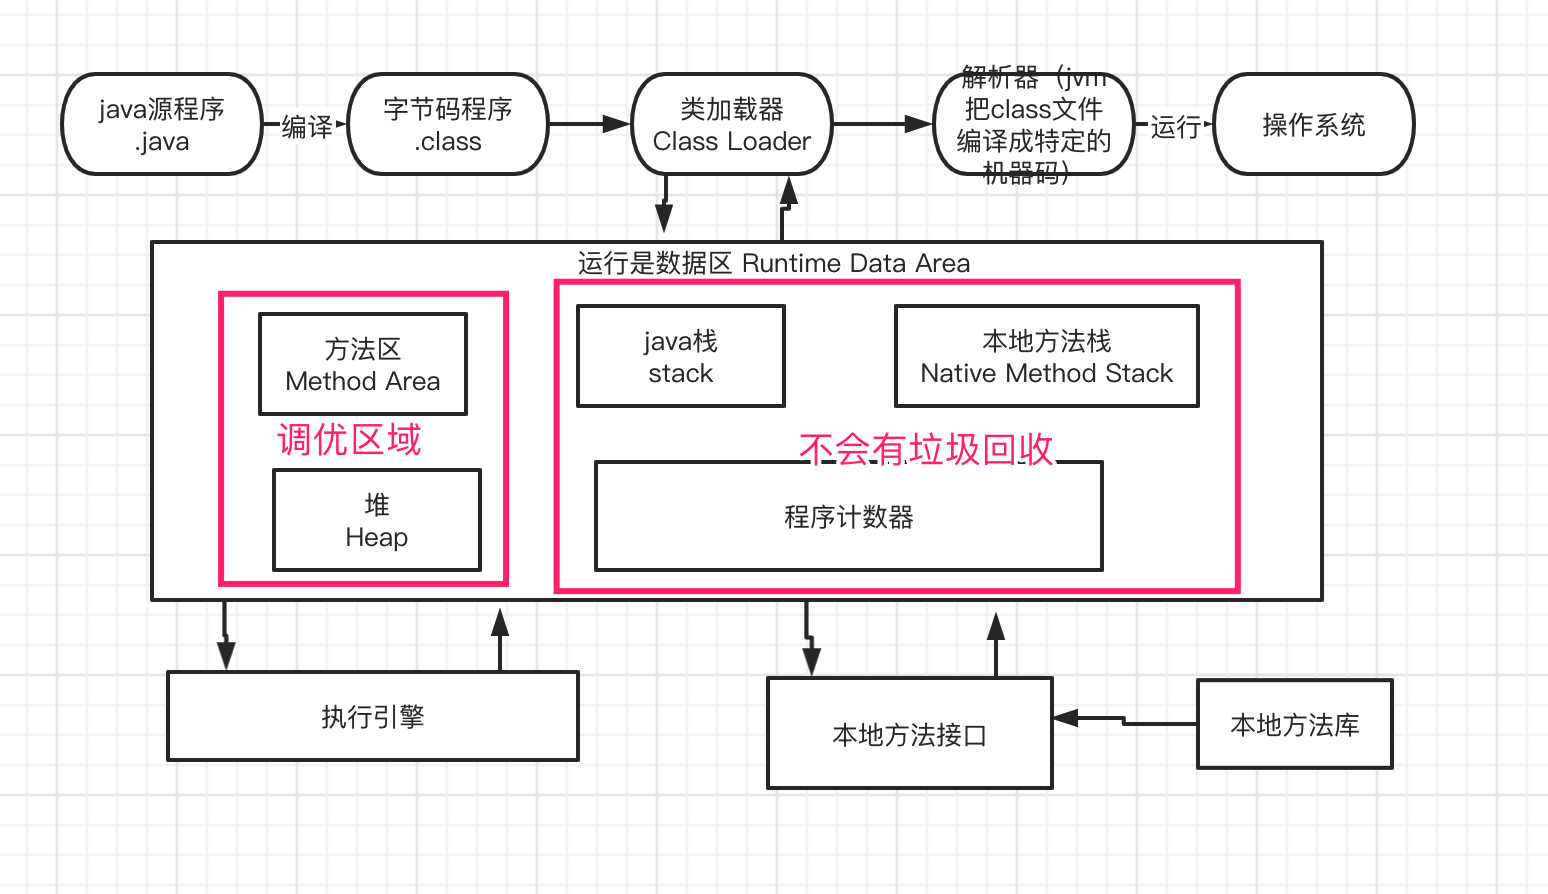 java源程序
.java
编译
字节码程序
.class
类加载器
Class Loader
解析器（jvm
把class文件
编译成特定的
机器码）
运行
操作系统
运行是数据区 Runtime Data Area
方法区
Method Area
调优区域
堆
Heap
java栈
stack
本地方法栈
Native Method Stack
不会有垃圾回收
程序计数器
执行引擎
本地方法接口
本地方法库